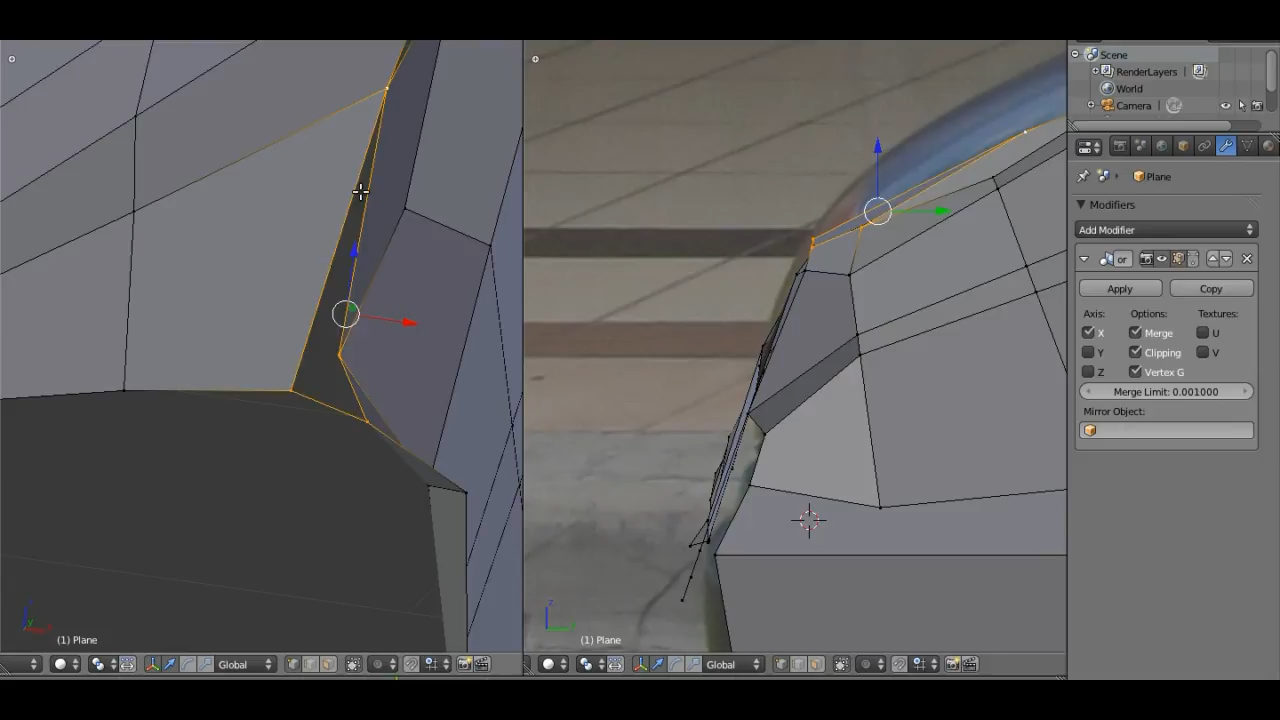 Scene
RenderLayers
World
Camera
Plane
Modifiers
Add Modifier
or
Apply
Copy
Axis:
Options:
Textures:
X
Merge
U
Y
Clipping
V
Z
Vertex G
Merge Limit: 0.001000
Mirror Object:
(1) Plane
(1) Plane
Global
Global